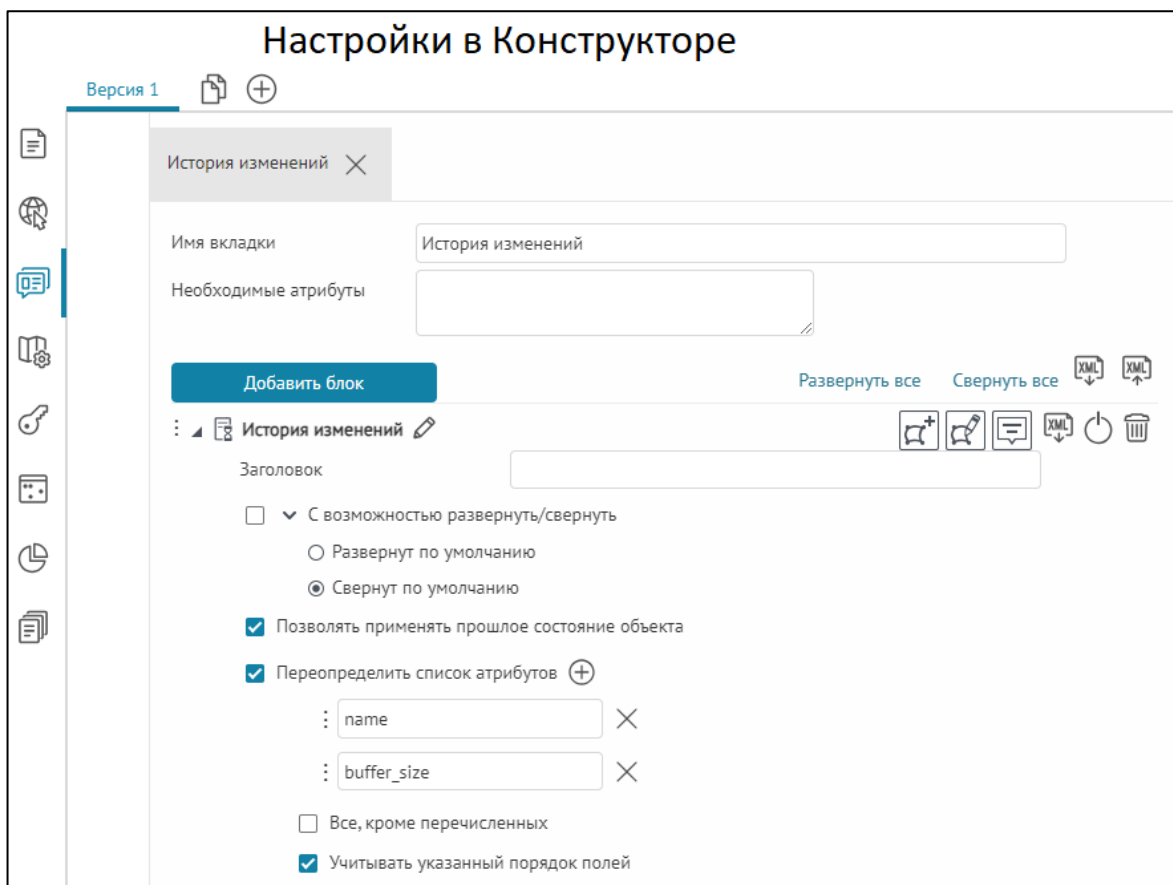 Настройки в Конструкторе
Версия 1
История изменений
Имя вкладки
История изменений
Необходимые атрибуты
Добавить блок
Развернуть все
Свернуть все
XML
XML
История изменений
XML
Заголовок
С возможностью развернуть/свернуть
Развернут по умолчанию
Свернут по умолчанию
Позволять применять прошлое состояние объекта
Переопределить список атрибутов
name
buffer_size
Все, кроме перечисленных
Учитывать указанный порядок полей